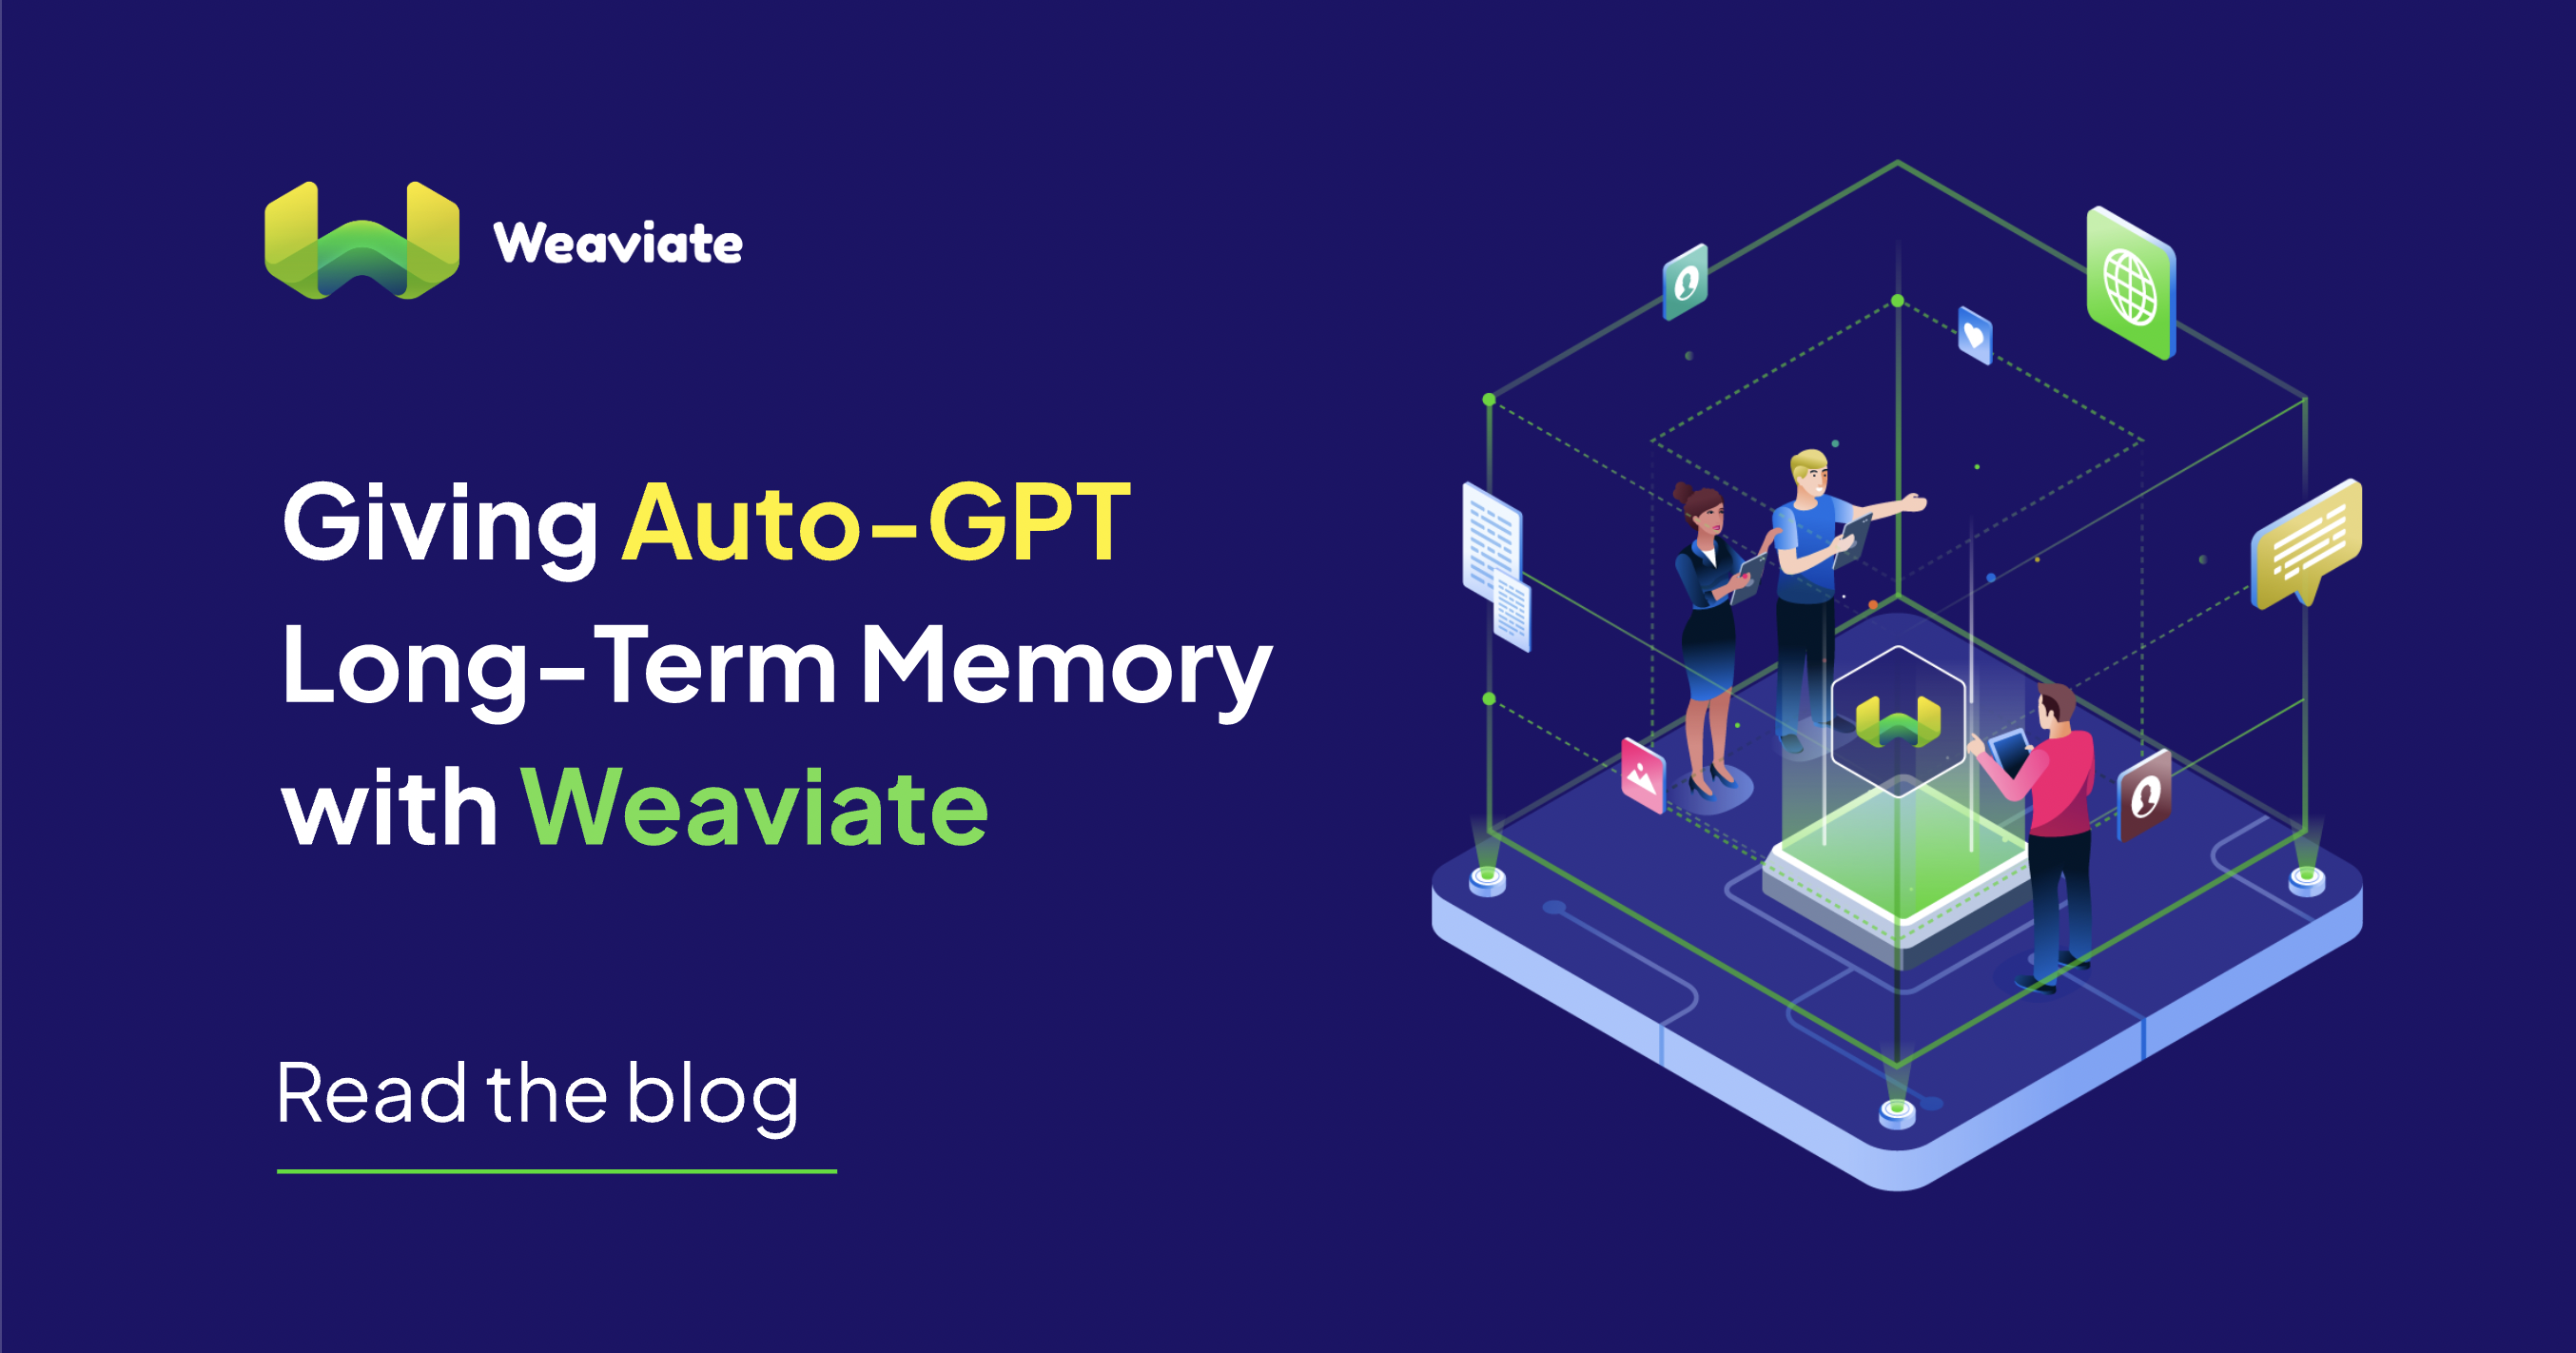 Weaviate
Giving Auto-GPT
Long-Term Memory
with Weaviate
Read the blog